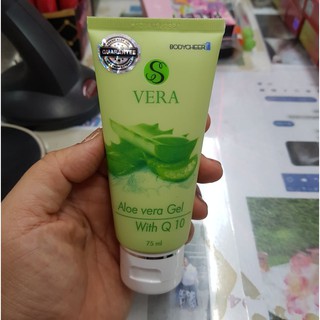 GUARANTEE
BODYCHEER
S
VERA
Aloe vera Gel
With Q 10
75 ml